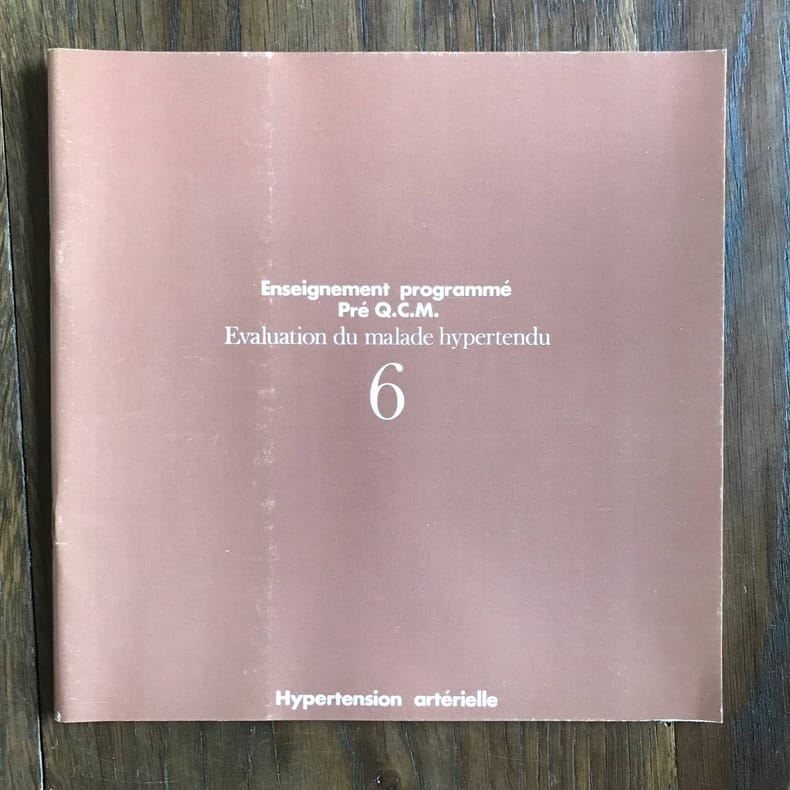 Enseignement programmé
Pré Q.C.M.
Evaluation du malade hypertendu
6
Hypertension artérielle